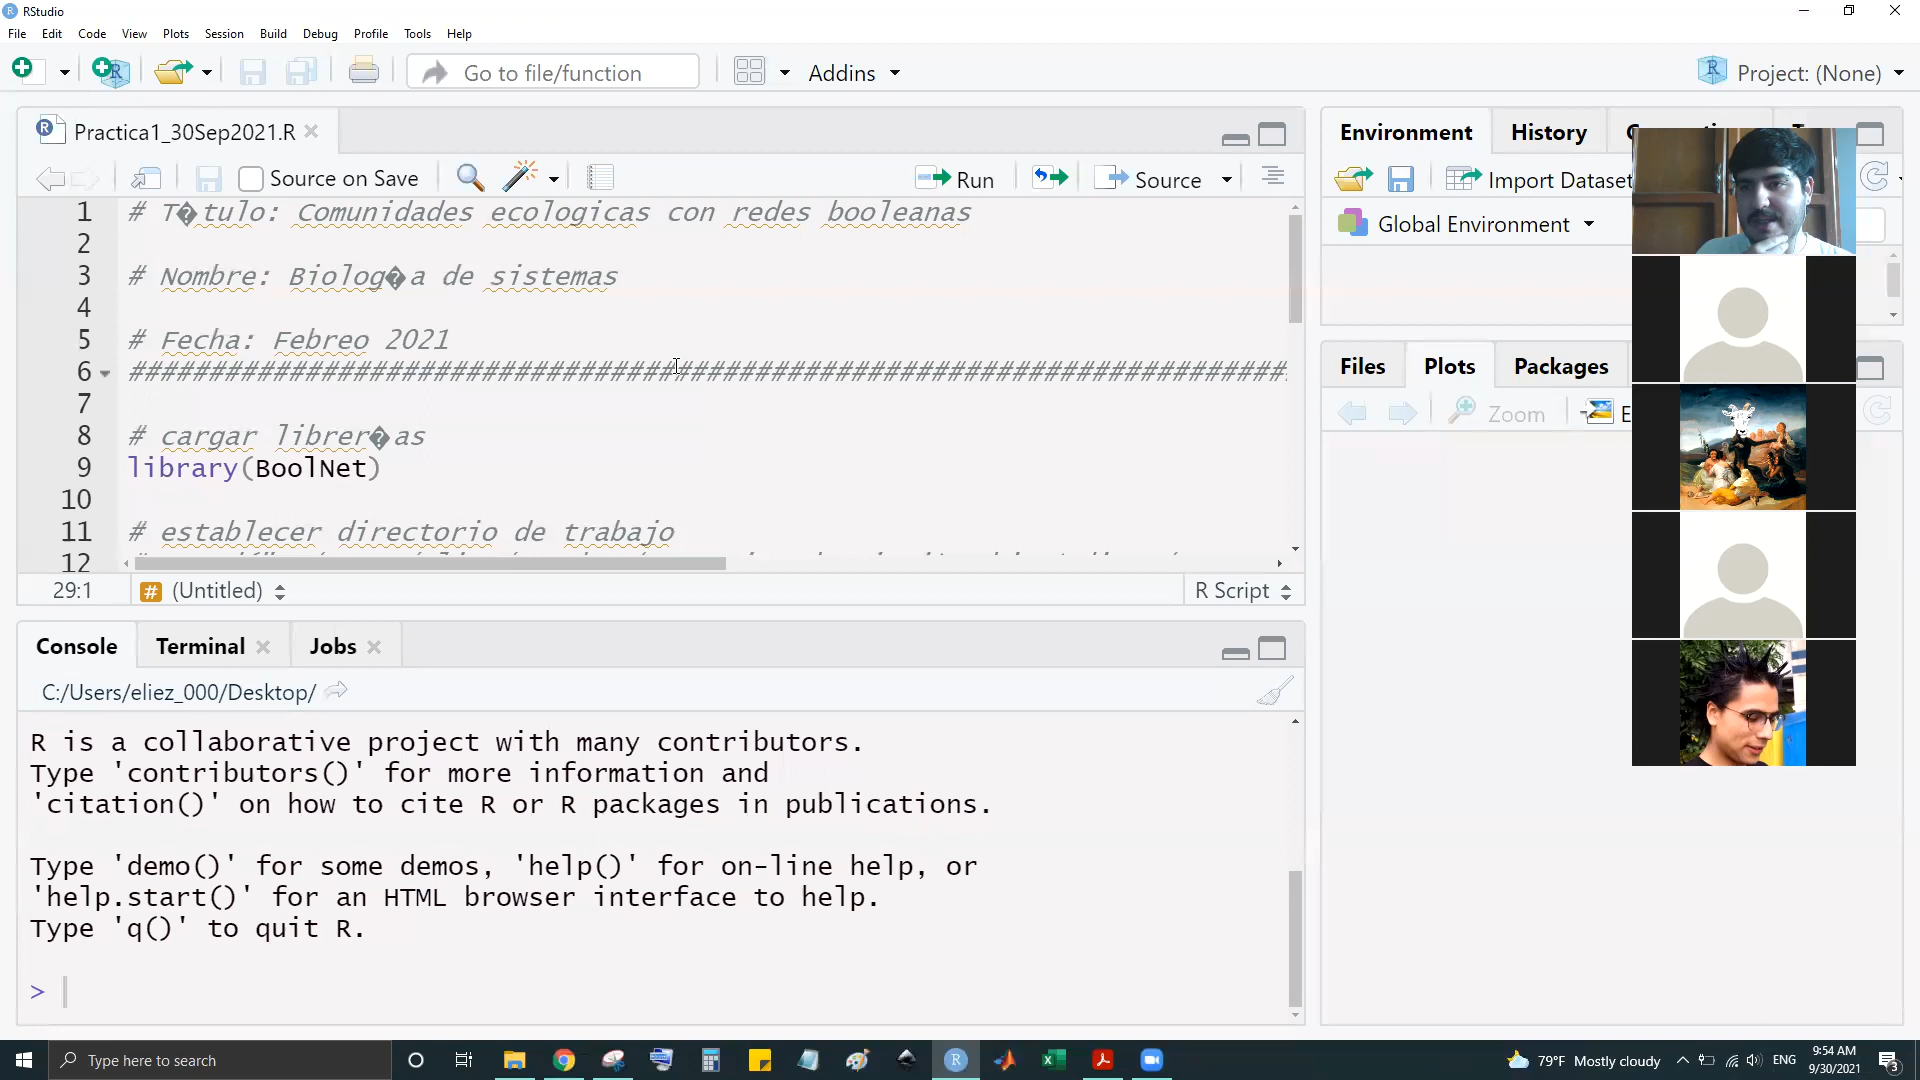 RStudio
File Edit Code View Plots Session Build Debug Profile Tools Help
Go to file/function Addins Project: (None)
Practica1_30Sep2021.R
Source on Save Run Source
1 # T�tulo: Comunidades ecologicas con redes booleanas
2
3 # Nombre: Biolog�a de sistemas
4
5 # Fecha: Febreo 2021
6 ########################################################################
7
8 # cargar librer�as
9 library(BoolNet)
10
11 # establecer directorio de trabajo
12
29:1 # (Untitled) R Script
Console Terminal Jobs
C:/Users/eliez_000/Desktop/
R is a collaborative project with many contributors.
Type 'contributors()' for more information and
'citation()' on how to cite R or R packages in publications.
Type 'demo()' for some demos, 'help()' for on-line help, or
'help.start()' for an HTML browser interface to help.
Type 'q()' to quit R.
>
Environment History
Import Dataset
Global Environment
Files Plots Packages
Zoom
Type here to search
79°F Mostly cloudy ENG
9:54 AM
9/30/2021
3